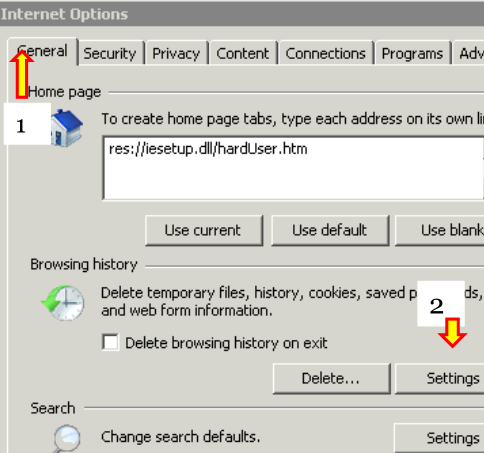 Internet Options
General Security Privacy Content Connections Programs Adv
Home page
1
To create home page tabs, type each address on its own li
res://iesetup.dll/hardUser.htm
Use current Use default Use blank
Browsing history
Delete temporary files, history, cookies, saved p ds,
and web form information.
2
Delete browsing history on exit
Delete... Settings
Search
Change search defaults. Settings